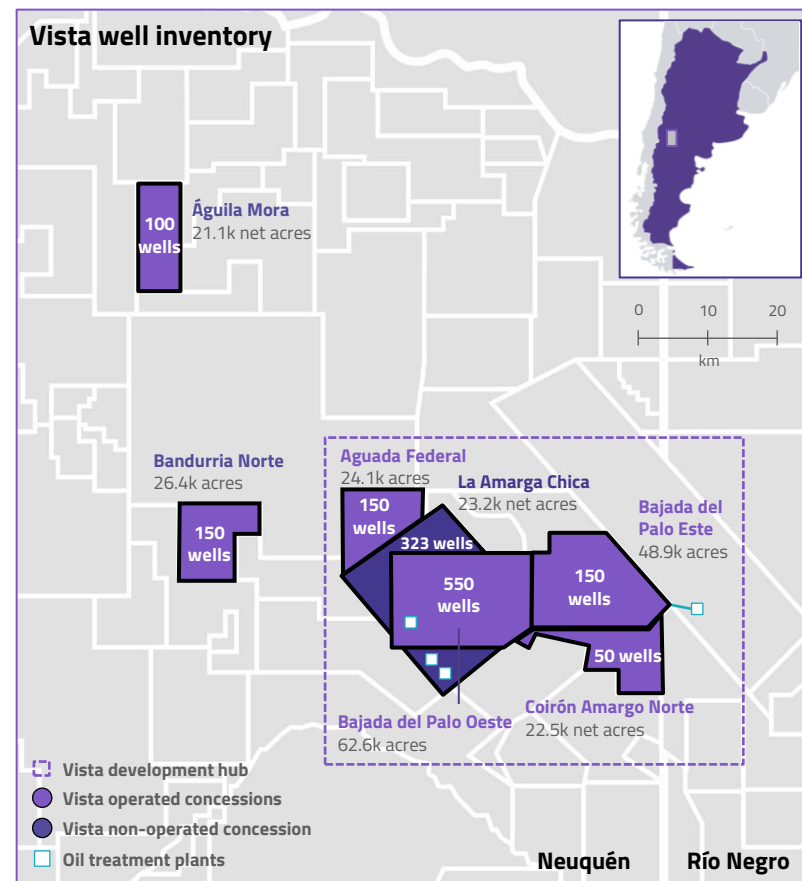 Vista well inventory
Águila Mora
21.1k net acres
100
wells
0 10 20
km
Bandurria Norte
26.4k acres
150
wells
Aguada Federal
24.1k acres
150
wells
La Amarga Chica
23.2k net acres
323 wells
Bajada del
Palo Este
48.9k acres
550
wells
150
wells
50 wells
Bajada del Palo Oeste
62.6k acres
Coirón Amargo Norte
22.5k net acres
Vista development hub
Vista operated concessions
Vista non-operated concession
Oil treatment plants
Neuquén
Río Negro